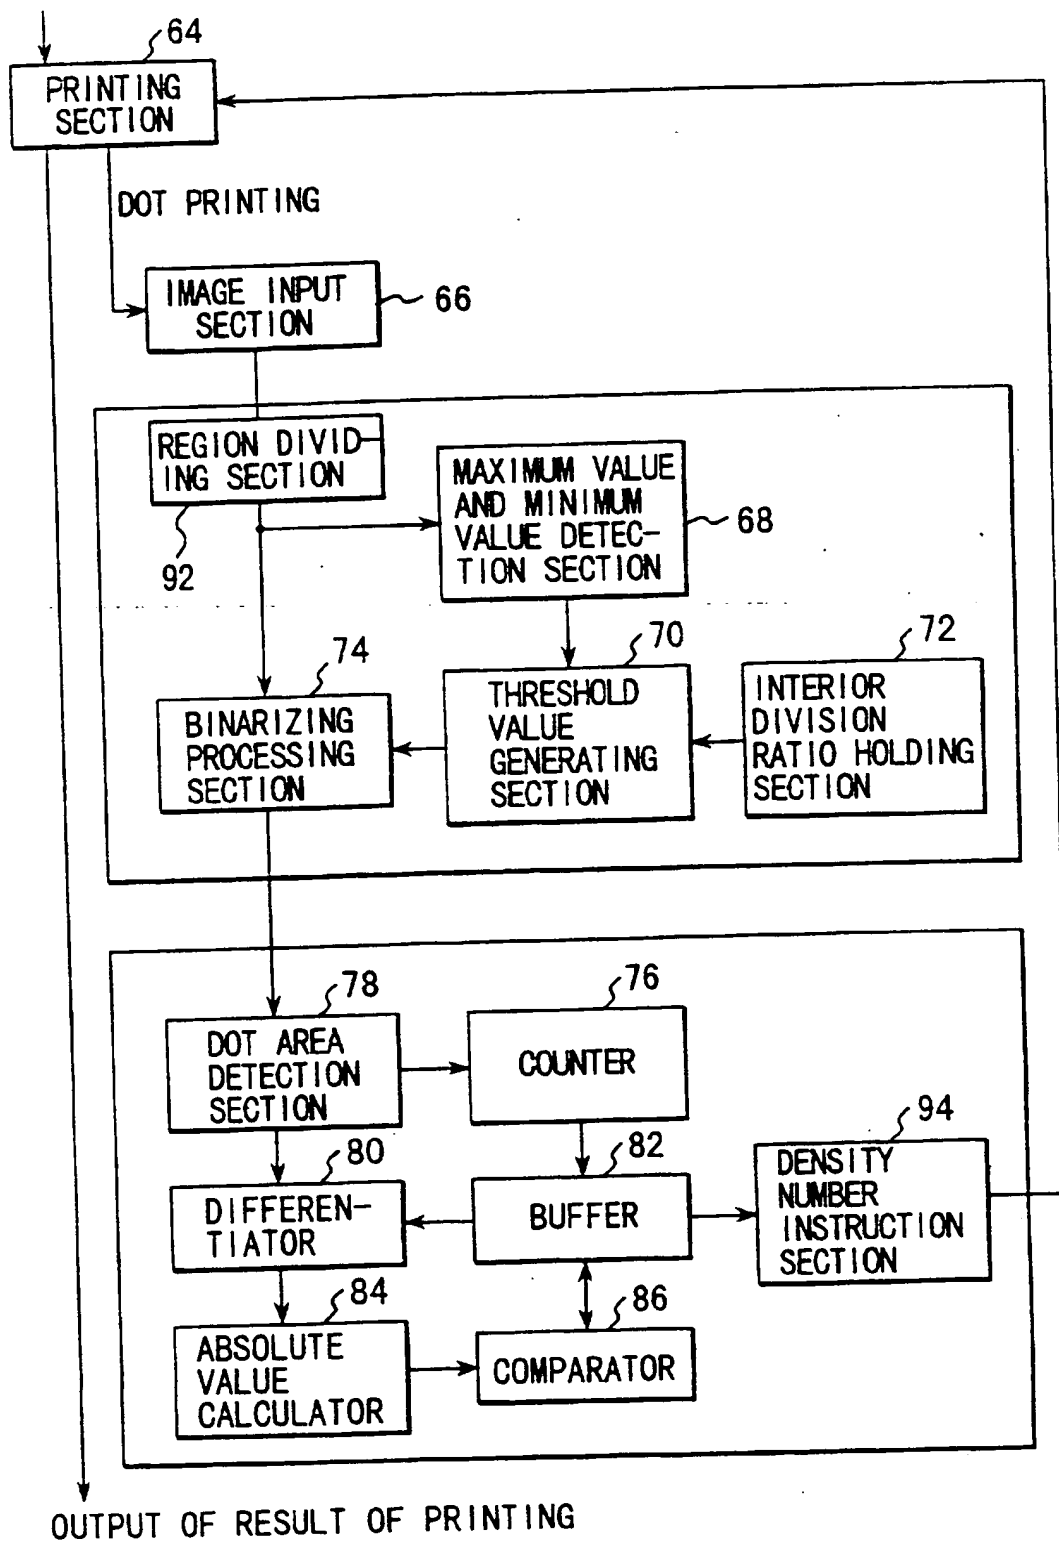 64
PRINTING
SECTION
DOT PRINTING
IMAGE INPUT
SECTION
66
REGION DIVID-
ING SECTION
92
MAXIMUM VALUE
AND MINIMUM
VALUE DETEC-
TION SECTION
68
74
BINARIZING
PROCESSING
SECTION
70
THRESHOLD
VALUE
GENERATING
SECTION
72
INTERIOR
DIVISION
RATIO HOLDING
SECTION
78
DOT AREA
DETECTION
SECTION
76
COUNTER
80
DIFFEREN-
TIATOR
82
BUFFER
94
DENSITY
NUMBER
INSTRUCTION
SECTION
84
ABSOLUTE
VALUE
CALCULATOR
86
COMPARATOR
OUTPUT OF RESULT OF PRINTING